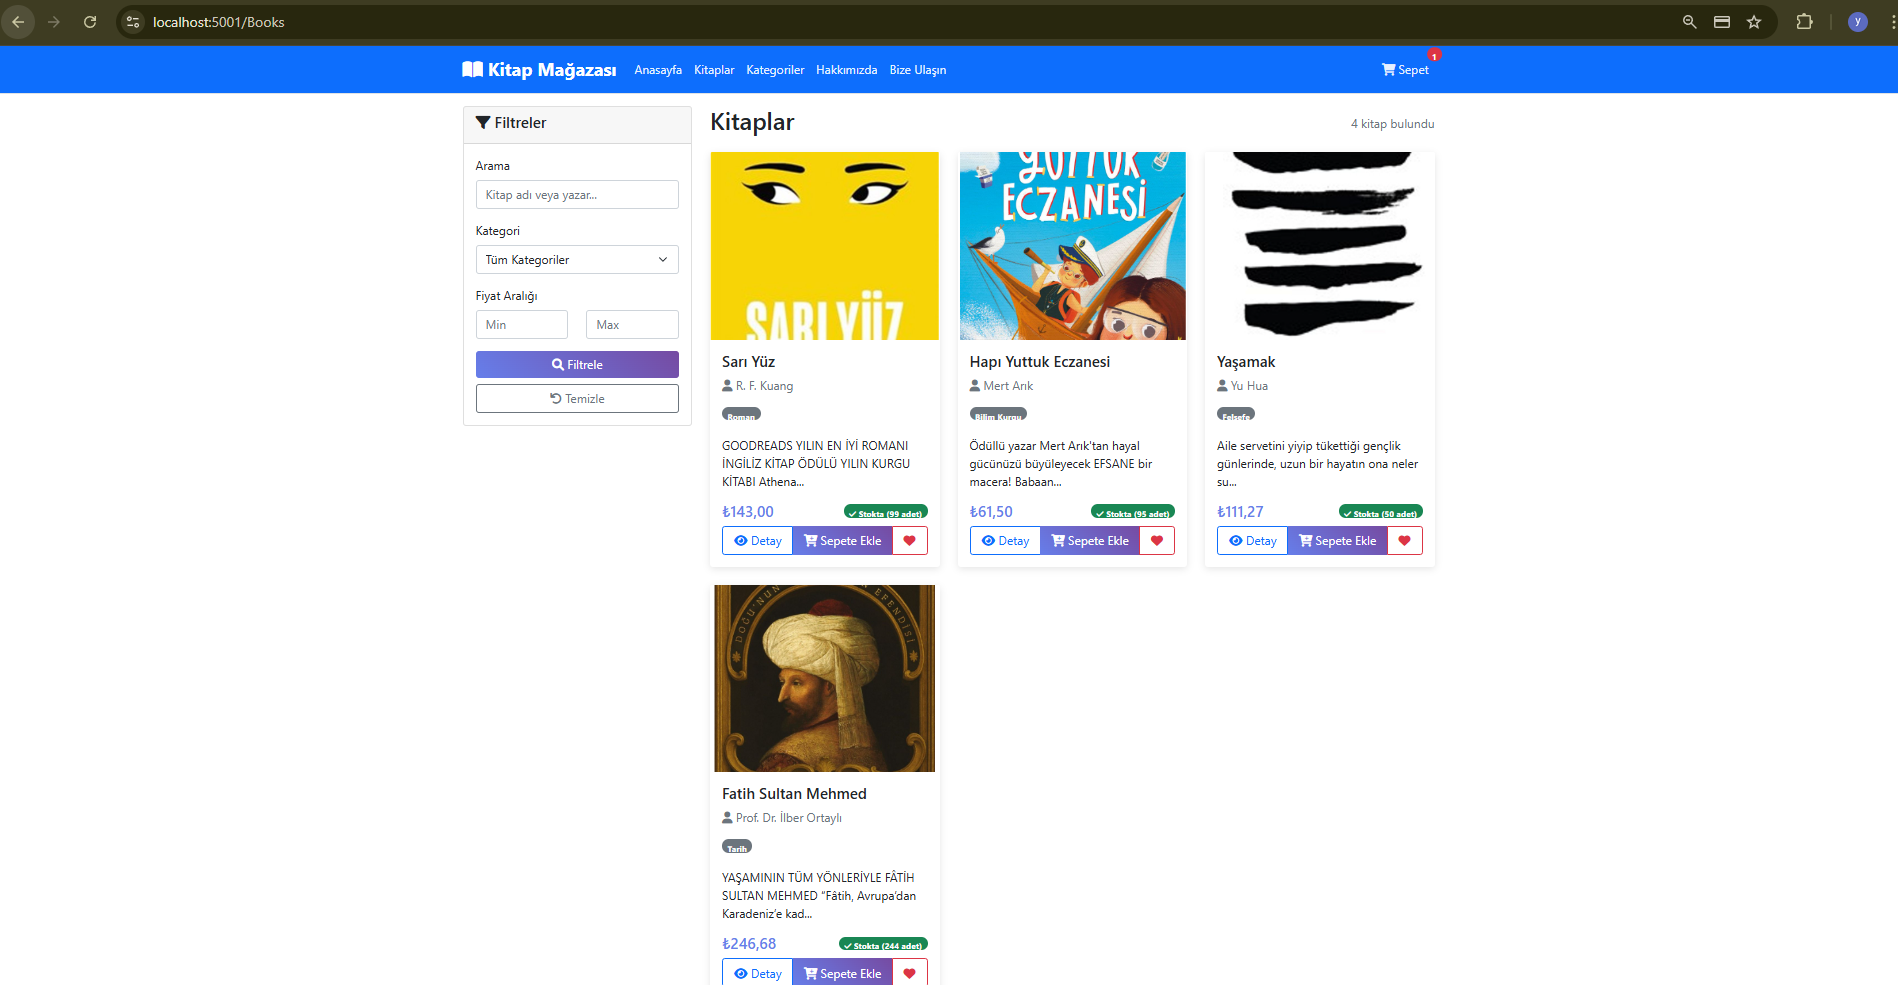 localhost:5001/Books
y
Kitap Mağazası
Anasayfa
Kitaplar
Kategoriler
Hakkımızda
Bize Ulaşın
Sepet
1
Filtreler
Arama
Kitap adı veya yazar...
Kategori
Tüm Kategoriler
Fiyat Aralığı
Min
Max
Filtrele
Temizle
Kitaplar
4 kitap bulundu
SARI YÜZ
Sarı Yüz
R. F. Kuang
Roman
GOODREADS YILIN EN İYİ ROMANI
İNGİLİZ KİTAP ÖDÜLÜ YILIN KURGU
KİTABI Athena...
₺143,00
Stokta (99 adet)
Detay
Sepete Ekle
YUTTUK
ECZANESİ
Hapı Yuttuk Eczanesi
Mert Arık
Bilim Kurgu
Ödüllü yazar Mert Arık'tan hayal
gücünüzü büyüleyecek EFSANE bir
macera! Babaan...
₺61,50
Stokta (95 adet)
Detay
Sepete Ekle
Yaşamak
Yu Hua
Felsefe
Aile servetini yiyip tükettiği gençlik
günlerinde, uzun bir hayatın ona neler
su...
₺111,27
Stokta (50 adet)
Detay
Sepete Ekle
DOĞU'NUN EFENDİSİ
Fatih Sultan Mehmed
Prof. Dr. İlber Ortaylı
Tarih
YAŞAMININ TÜM YÖNLERİYLE FÂTİH
SULTAN MEHMED “Fâtih, Avrupa’dan
Karadeniz’e kad...
₺246,68
Stokta (244 adet)
Detay
Sepete Ekle